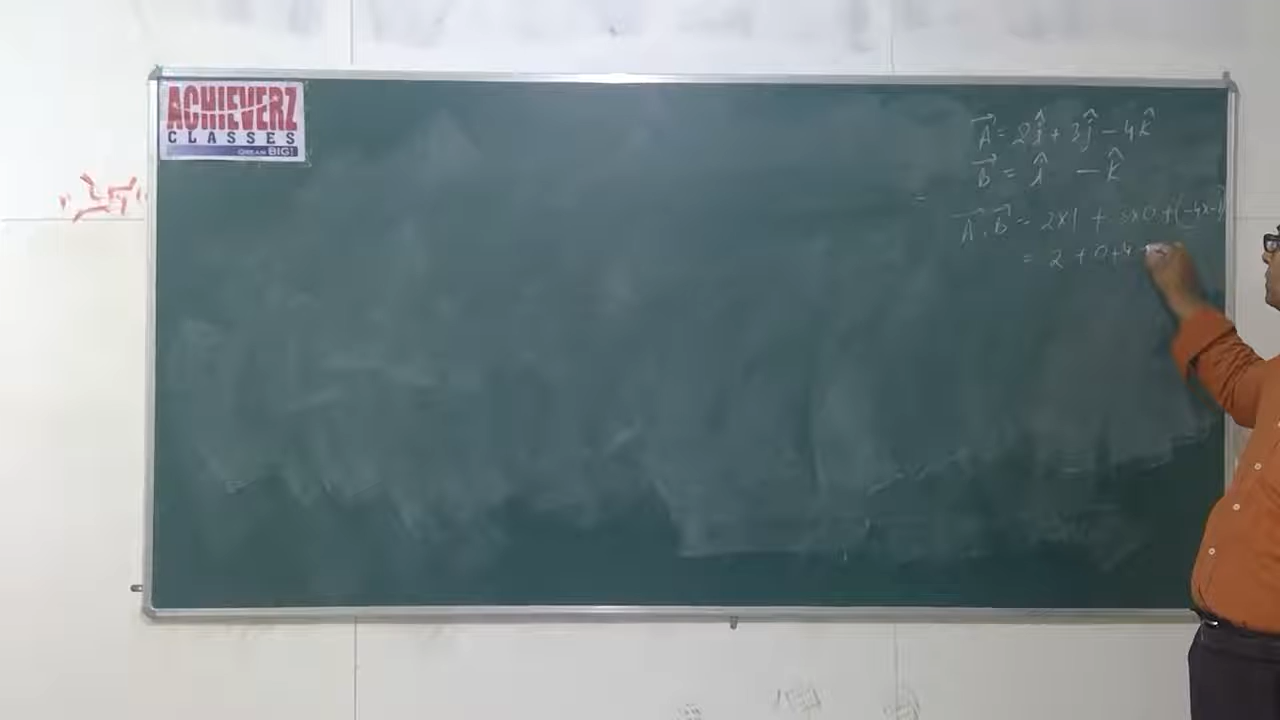 ACHIEVERZ
CLASSES
DREAM BIG!
A⃗ = 2î + 3ĵ - 4k̂
B⃗ = î - k̂
=
A⃗.B⃗ = 2×1 + 3×0 + (-4×-1)
= 2 + 0 + 4